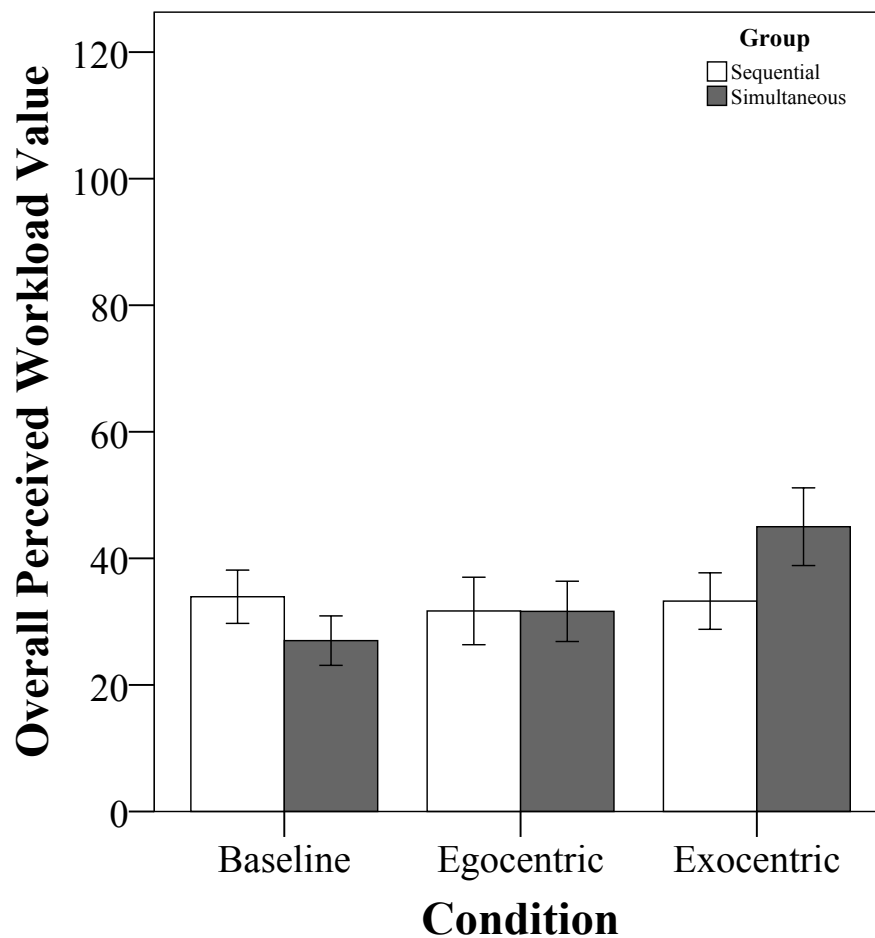 Overall Perceived Workload Value
120
100
80
60
40
20
0
Group
Sequential
Simultaneous
Baseline
Egocentric
Exocentric
Condition